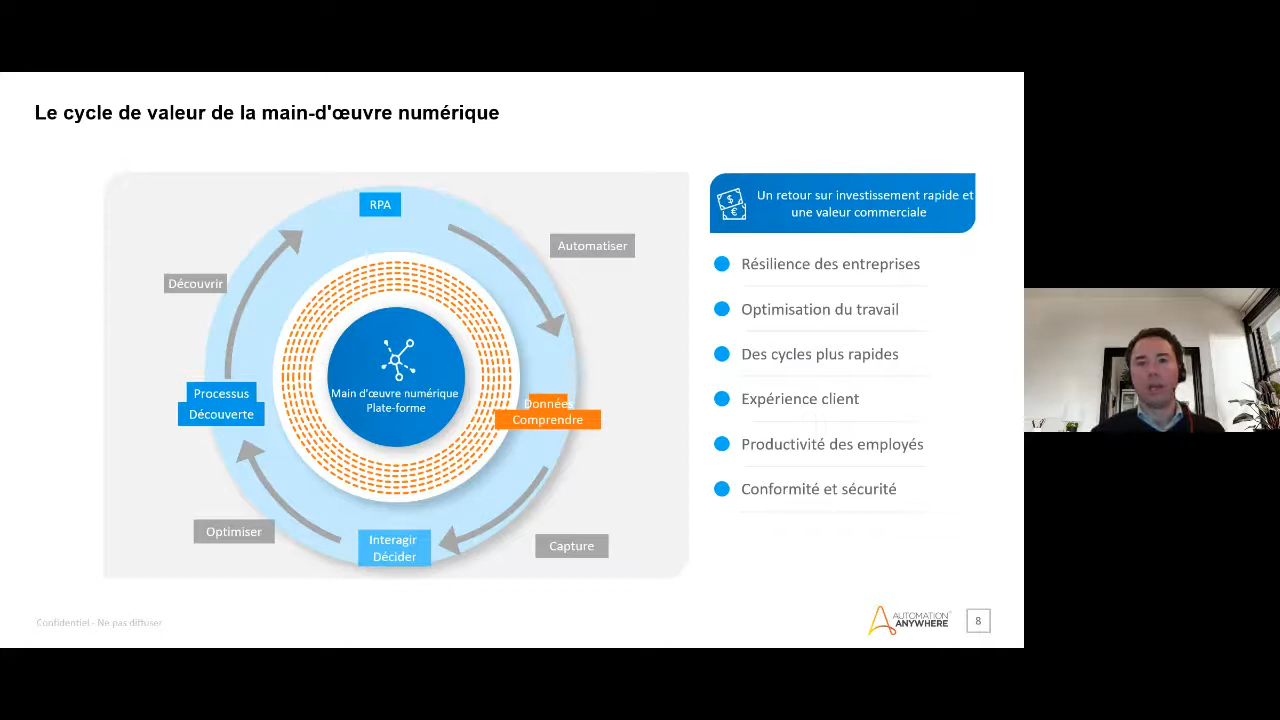 Le cycle de valeur de la main-d'œuvre numérique
RPA
Automatiser
Découvrir
Main d'œuvre numérique
Plate-forme
Processus
Découverte
Données
Comprendre
Optimiser
Interagir
Décider
Capture
Un retour sur investissement rapide et
une valeur commerciale
Résilience des entreprises
Optimisation du travail
Des cycles plus rapides
Expérience client
Productivité des employés
Conformité et sécurité
Confidentiel - Ne pas diffuser
AUTOMATION
ANYWHERE
8